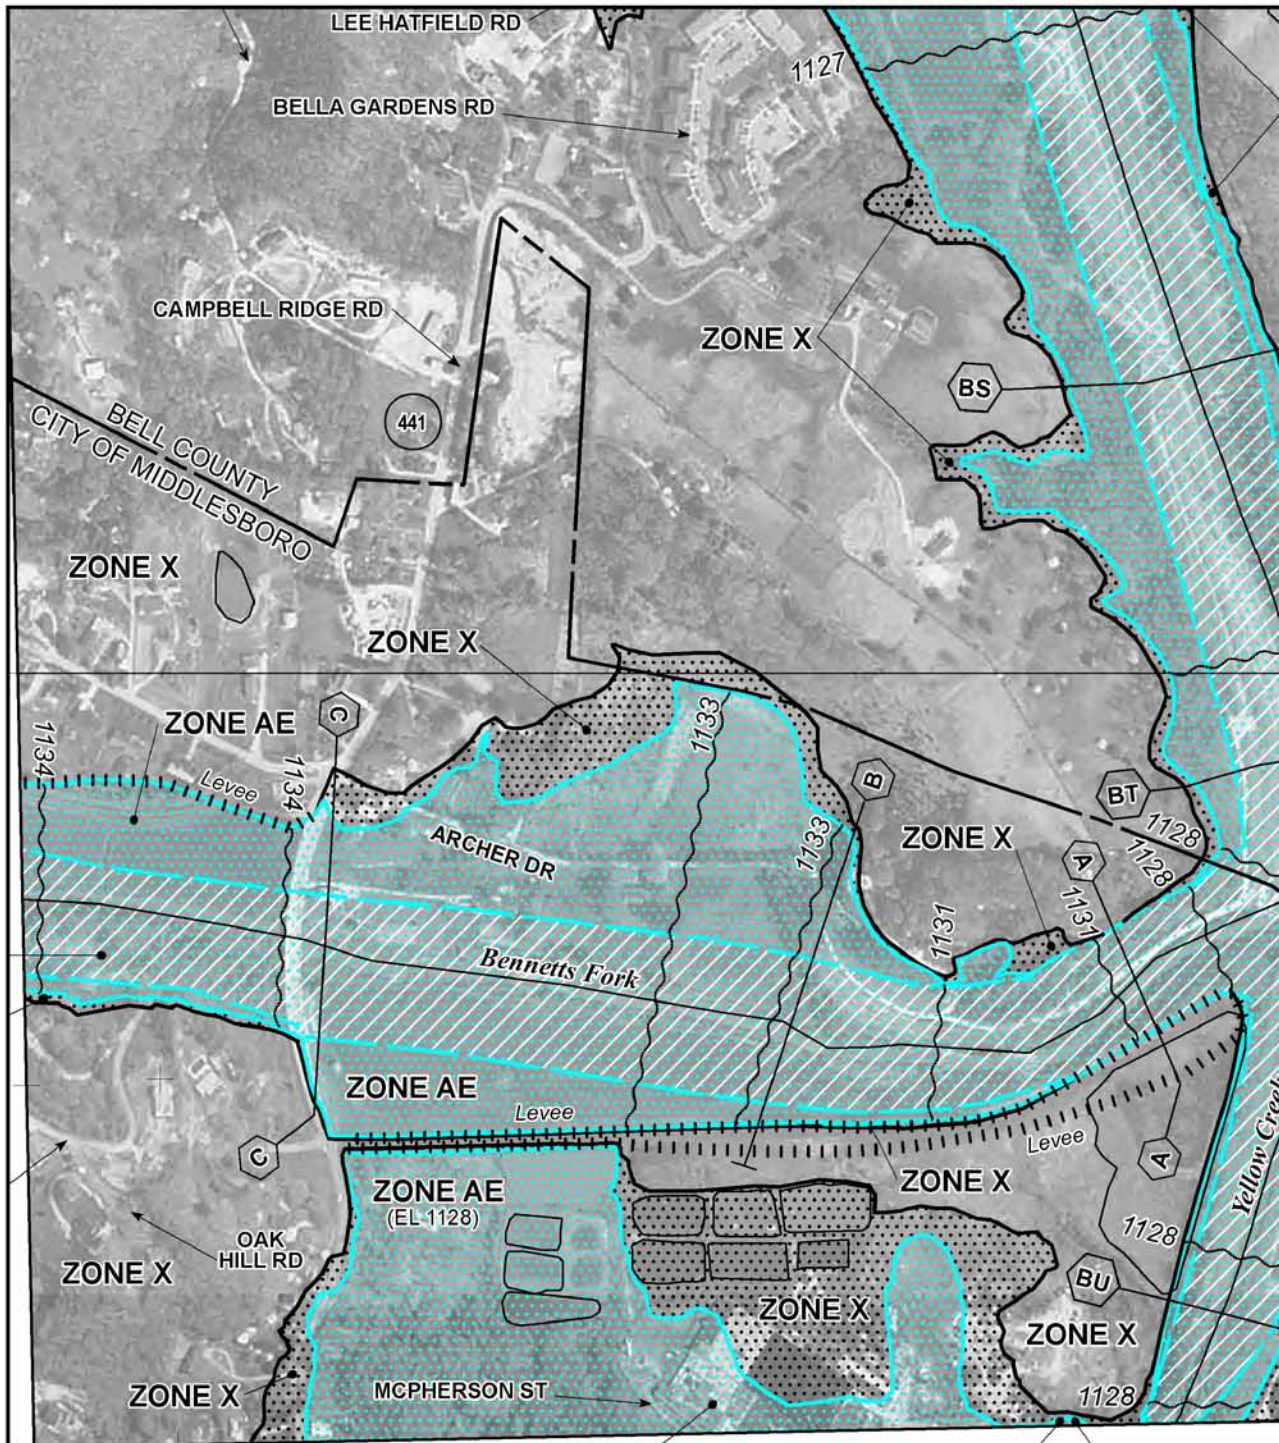 LEE HATFIELD RD
1127
BELLA GARDENS RD
CAMPBELL RIDGE RD
ZONE X
BS
441
BELL COUNTY
CITY OF MIDDLESBORO
ZONE X
ZONE X
ZONE AE
C
1133
1134
1134
Levee
B
BT
1128
1133
ZONE X
1128
A
ARCHER DR
1131
1131
Bennetts Fork
ZONE AE
Levee
Levee
C
ZONE AE
(EL 1128)
ZONE X
A
Yellow Creek
OAK
HILL RD
1128
ZONE X
BU
ZONE X
ZONE X
ZONE X
MCPHERSON ST
1128